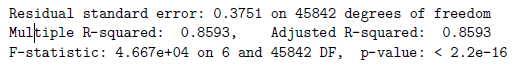 Residual standard error: 0.3751 on 45842 degrees of freedom
Multiple R-squared:  0.8593,    Adjusted R-squared:  0.8593
F-statistic: 4.667e+04 on 6 and 45842 DF,  p-value: < 2.2e-16